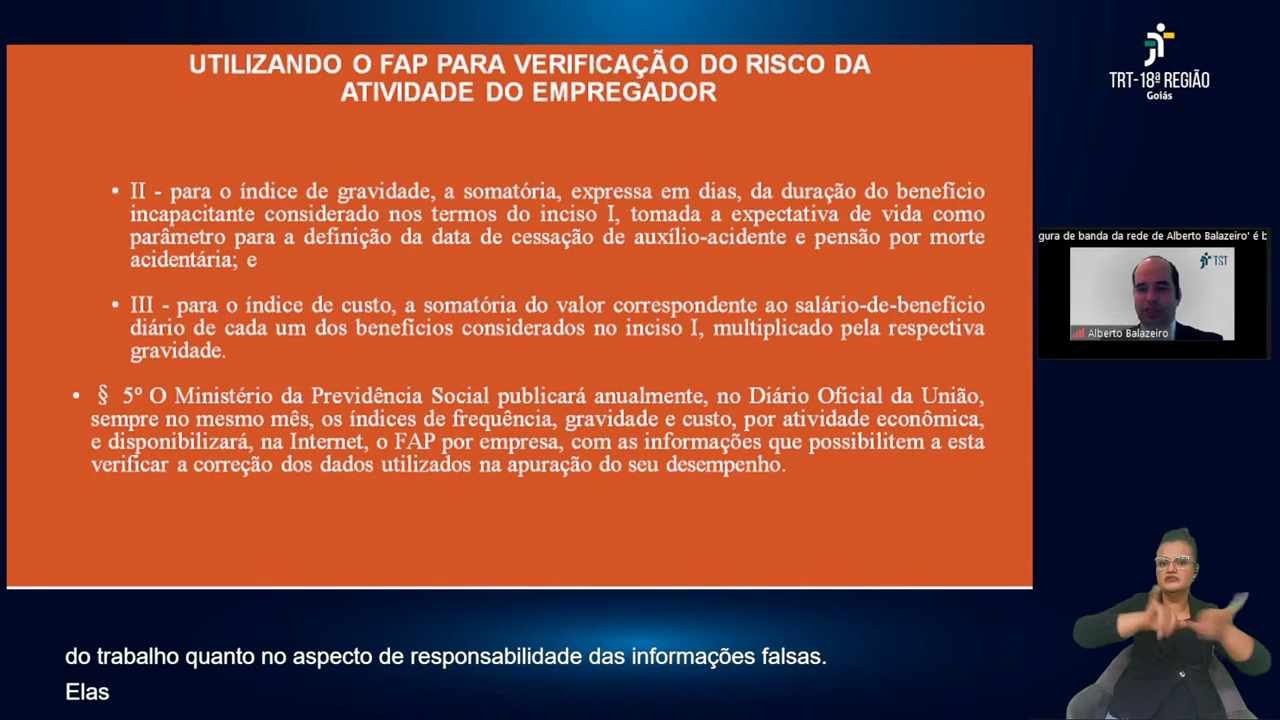 UTILIZANDO O FAP PARA VERIFICAÇÃO DO RISCO DA
ATIVIDADE DO EMPREGADOR
• II - para o índice de gravidade, a somatória, expressa em dias, da duração do benefício
incapacitante considerado nos termos do inciso I, tomada a expectativa de vida como
parâmetro para a definição da data de cessação de auxílio-acidente e pensão por morte
acidentária; e
• III - para o índice de custo, a somatória do valor correspondente ao salário-de-benefício
diário de cada um dos benefícios considerados no inciso I, multiplicado pela respectiva
gravidade.
• § 5º O Ministério da Previdência Social publicará anualmente, no Diário Oficial da União,
sempre no mesmo mês, os índices de frequência, gravidade e custo, por atividade econômica,
e disponibilizará, na Internet, o FAP por empresa, com as informações que possibilitem a esta
verificar a correção dos dados utilizados na apuração do seu desempenho.
TRT-18ª REGIÃO
Goiás
gura de banda da rede de Alberto Balazeiro' é b
TST
Alberto Balazeiro
do trabalho quanto no aspecto de responsabilidade das informações falsas.
Elas